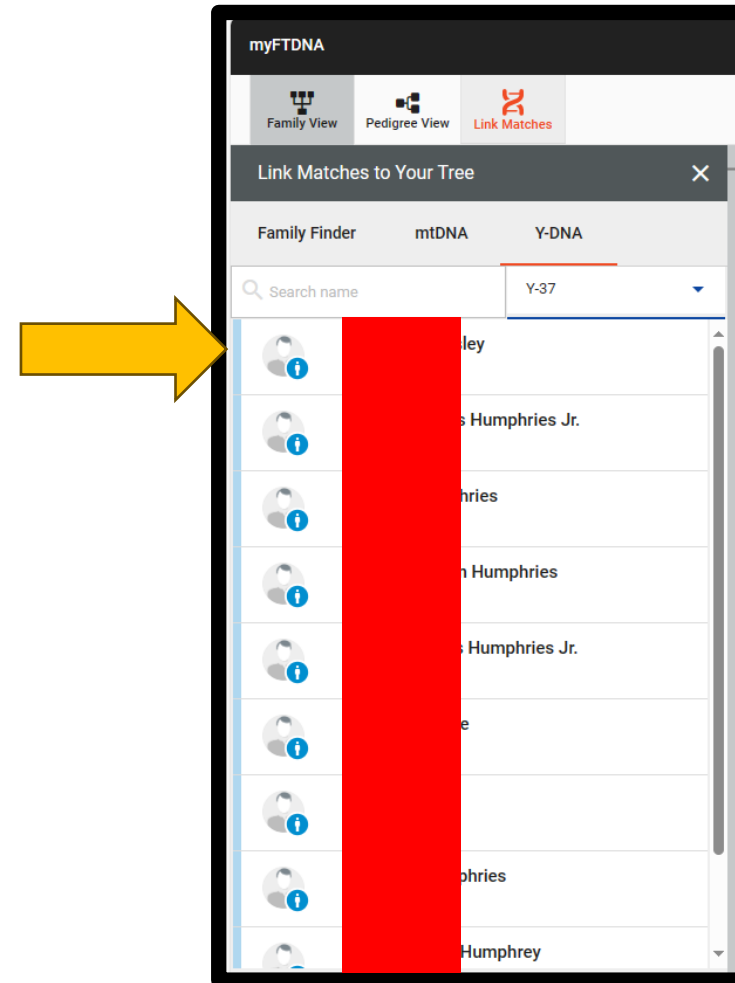 myFTDNA
Family View Pedigree View Link Matches
Link Matches to Your Tree
Family Finder mtDNA Y-DNA
Search name Y-37
ley
s Humphries Jr.
hries
Humphries
s Humphries Jr.
e
phries
Humphrey